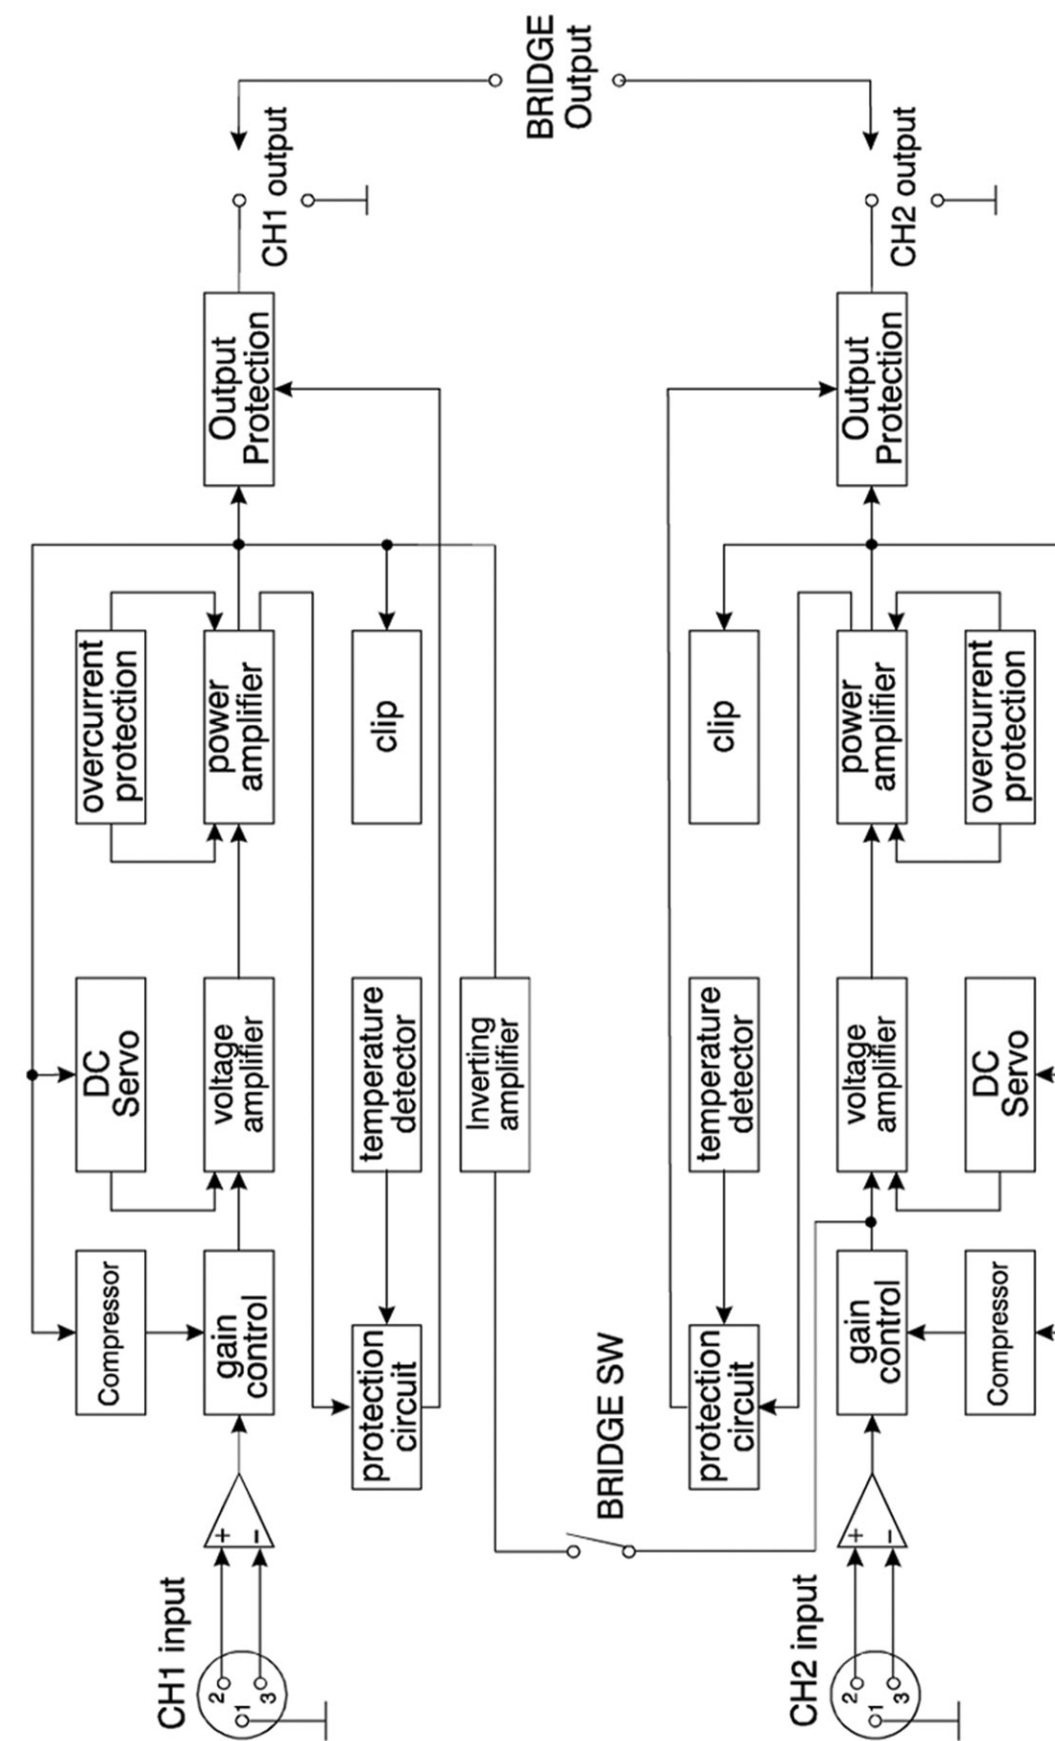 CH1 input
2
1
3
+
−
Compressor
gain
control
DC
Servo
voltage
amplifier
overcurrent
protection
power
amplifier
Output
Protection
CH1 output
protection
circuit
temperature
detector
clip
Inverting
amplifier
BRIDGE SW
BRIDGE
Output
CH2 input
2
1
3
+
−
protection
circuit
temperature
detector
clip
gain
control
voltage
amplifier
power
amplifier
Output
Protection
CH2 output
Compressor
DC
Servo
overcurrent
protection